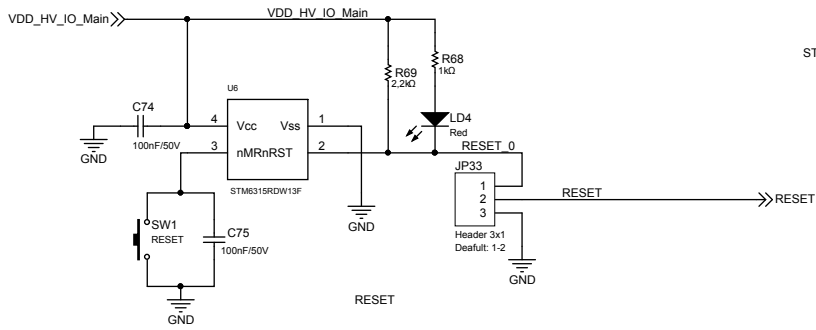 VDD_HV_IO_Main
VDD_HV_IO_Main
ST
R69
2,2kΩ
R68
1kΩ
U6
C74
100nF/50V
GND
4
Vcc
Vss
1
3
nMRnRST
2
STM6315RDW13F
LD4
Red
RESET_0
JP33
1
2
3
RESET
RESET
Header 3x1
Deafult: 1-2
SW1
RESET
C75
100nF/50V
GND
GND
GND
RESET